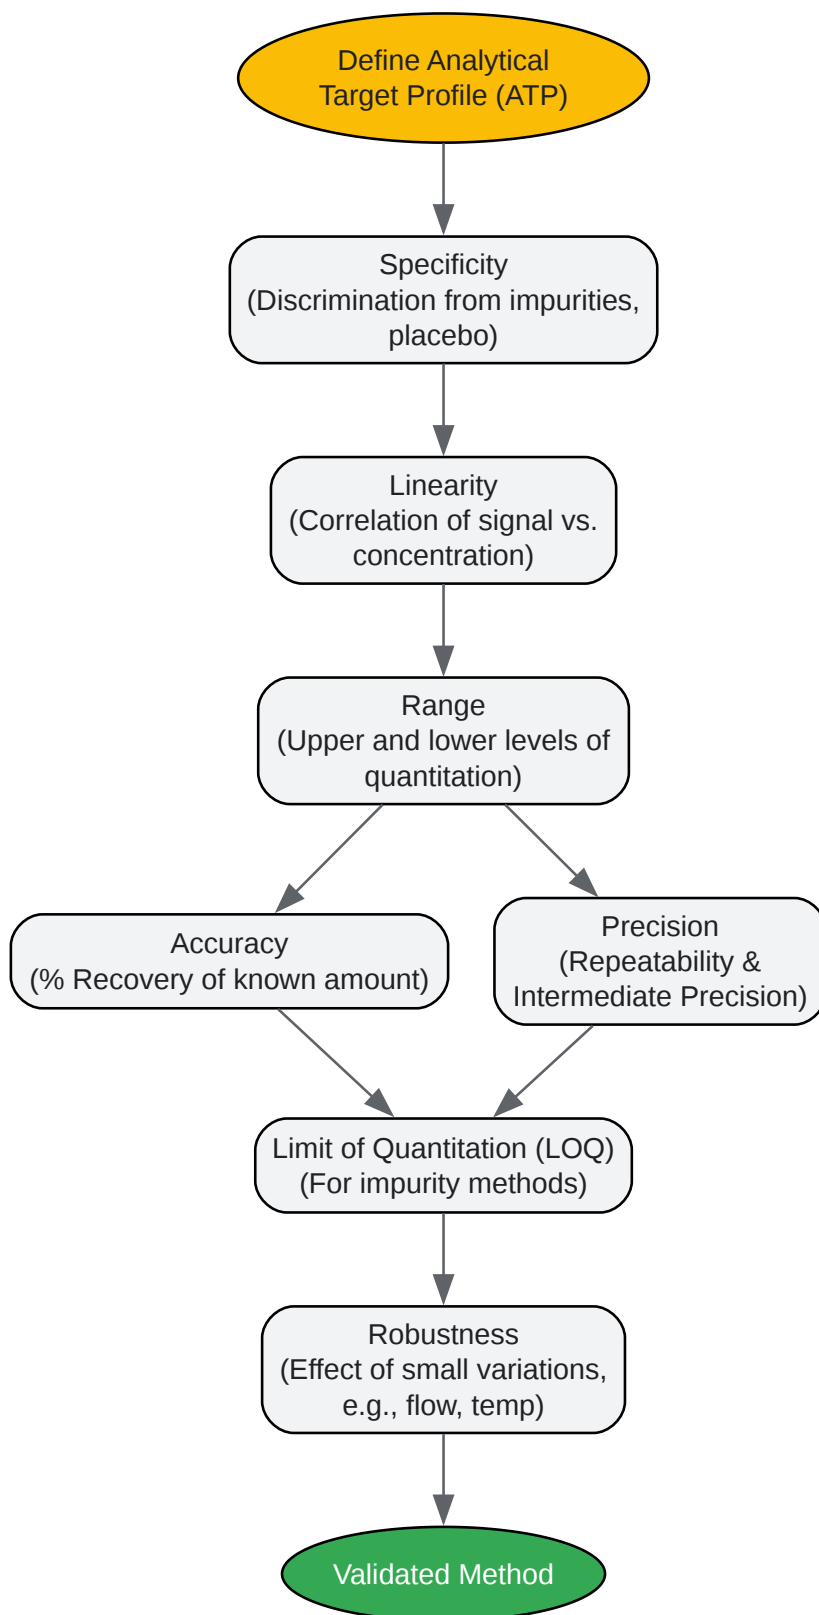 Define Analytical
Target Profile (ATP)
Specificity
(Discrimination from impurities,
placebo)
Linearity
(Correlation of signal vs.
concentration)
Range
(Upper and lower levels of
quantitation)
Accuracy
(% Recovery of known amount)
Precision
(Repeatability &
Intermediate Precision)
Limit of Quantitation (LOQ)
(For impurity methods)
Robustness
(Effect of small variations,
e.g., flow, temp)
Validated Method